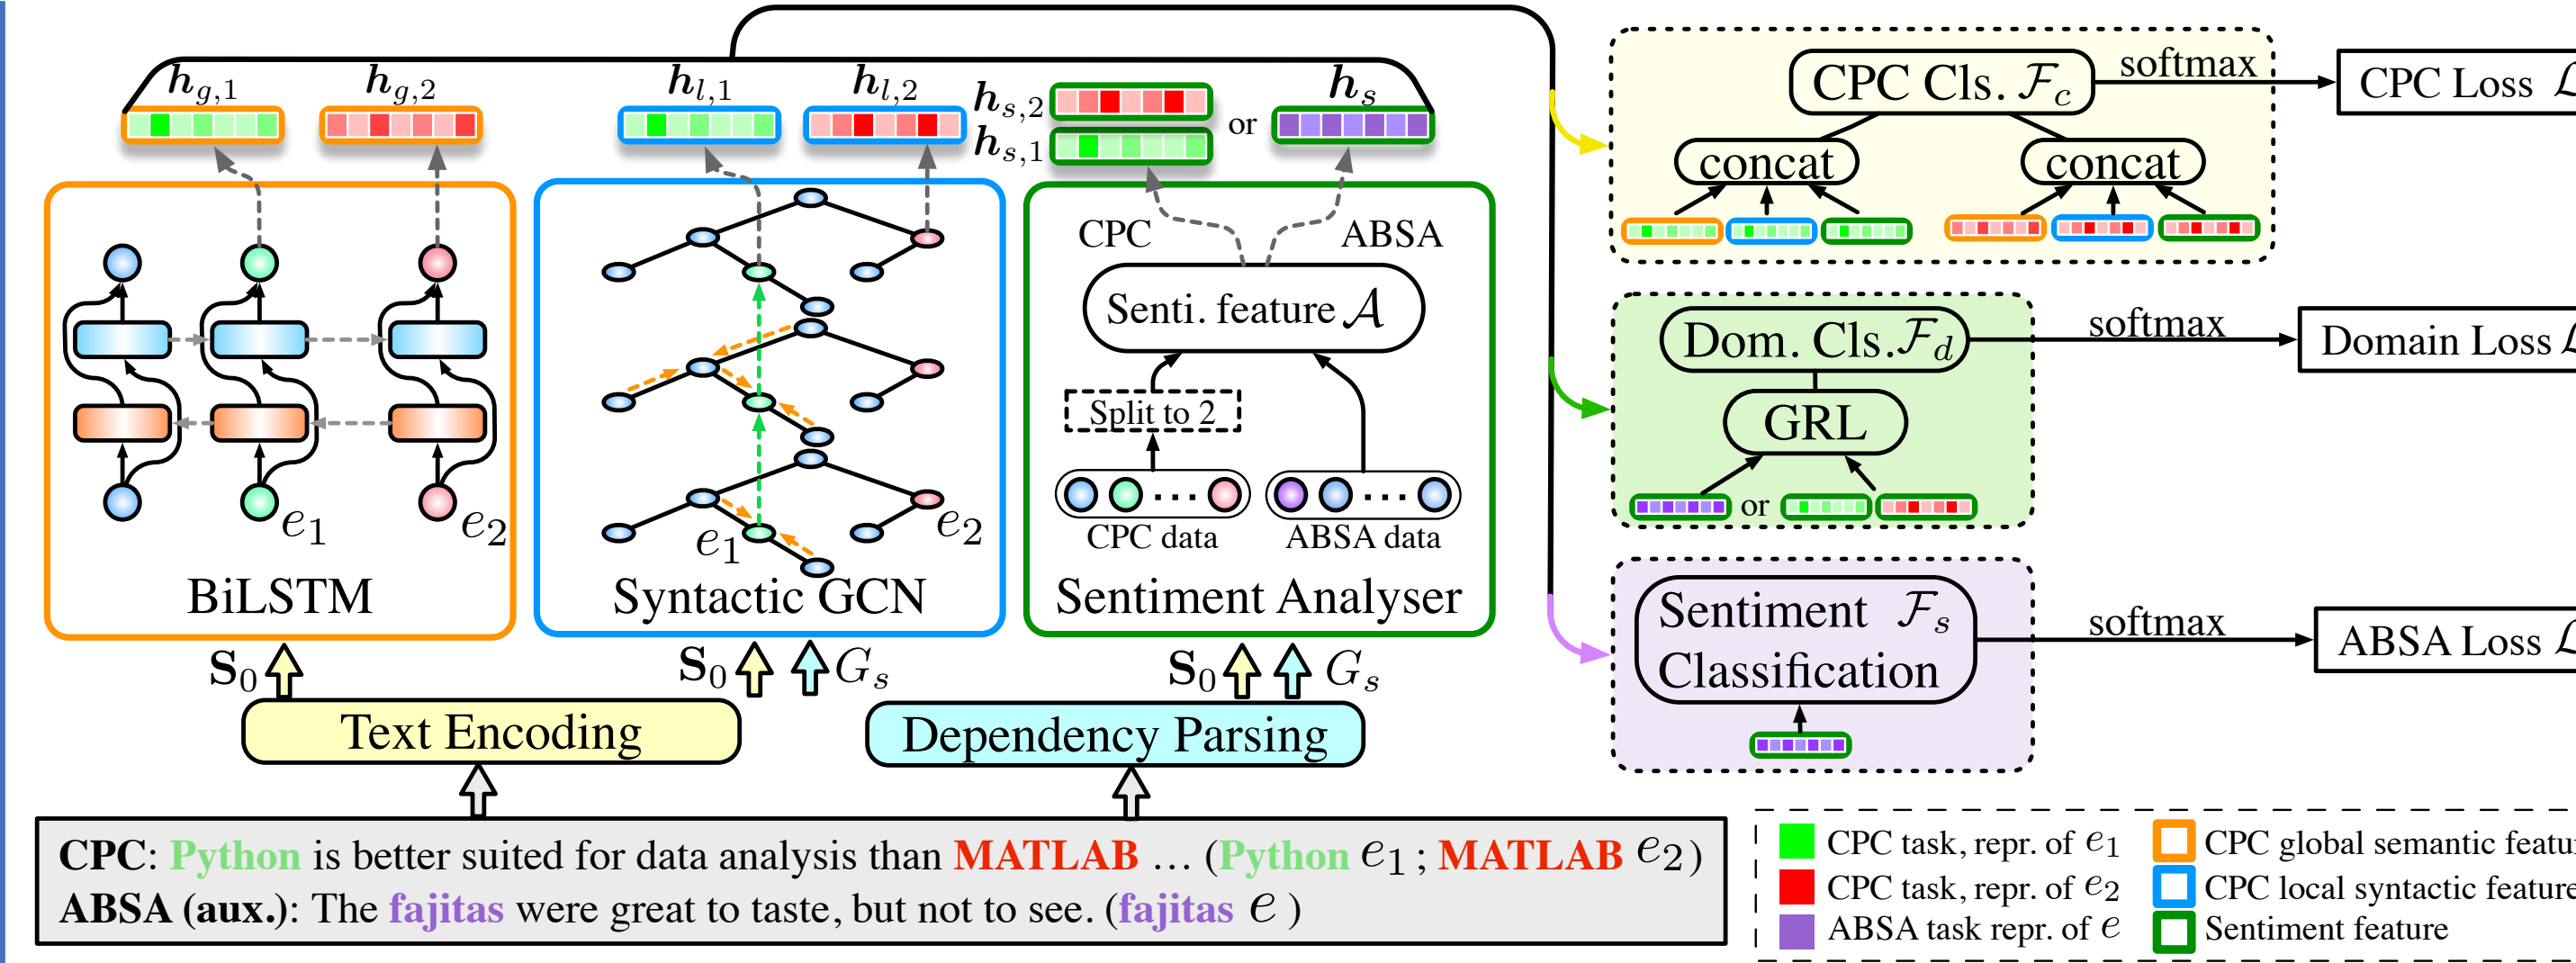 h_{g,1}
h_{g,2}
h_{l,1}
h_{l,2}
h_{s,2}
h_{s,1}
or
h_s
CPC
ABSA
Senti. feature 𝒜
Split to 2
CPC data
ABSA data
e_1
e_2
e_1
e_2
BiLSTM
Syntactic GCN
Sentiment Analyser
S_0
S_0
G_s
S_0
G_s
Text Encoding
Dependency Parsing
CPC: Python is better suited for data analysis than MATLAB ... (Python e_1 ; MATLAB e_2 )
ABSA (aux.): The fajitas were great to taste, but not to see. (fajitas e )
CPC Cls. ℱ_c
softmax
CPC Loss ℒ
concat
concat
Dom. Cls. ℱ_d
softmax
Domain Loss ℒ
GRL
or
Sentiment ℱ_s
Classification
softmax
ABSA Loss ℒ
CPC task, repr. of e_1
CPC task, repr. of e_2
ABSA task repr. of e
CPC global semantic
CPC local syntactic feature
Sentiment feature